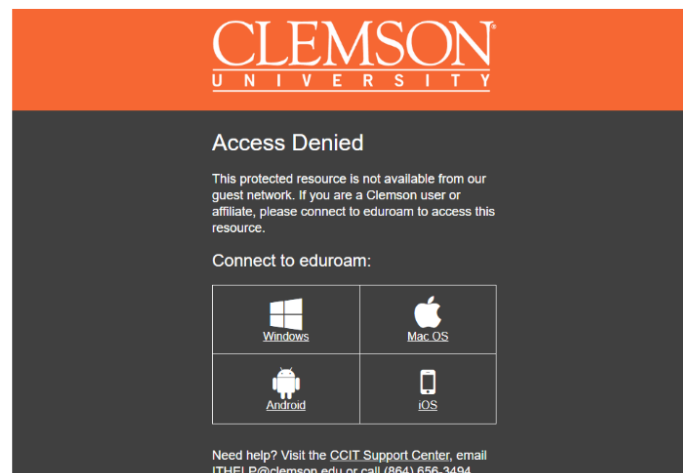 CLEMSON®
UNIVERSITY
Access Denied
This protected resource is not available from our
guest network. If you are a Clemson user or
affiliate, please connect to eduroam to access this
resource.
Connect to eduroam:
Windows
Mac OS
Android
iOS
Need help? Visit the CCIT Support Center, email
ITHELP@clemson.edu or call (864) 656-3494